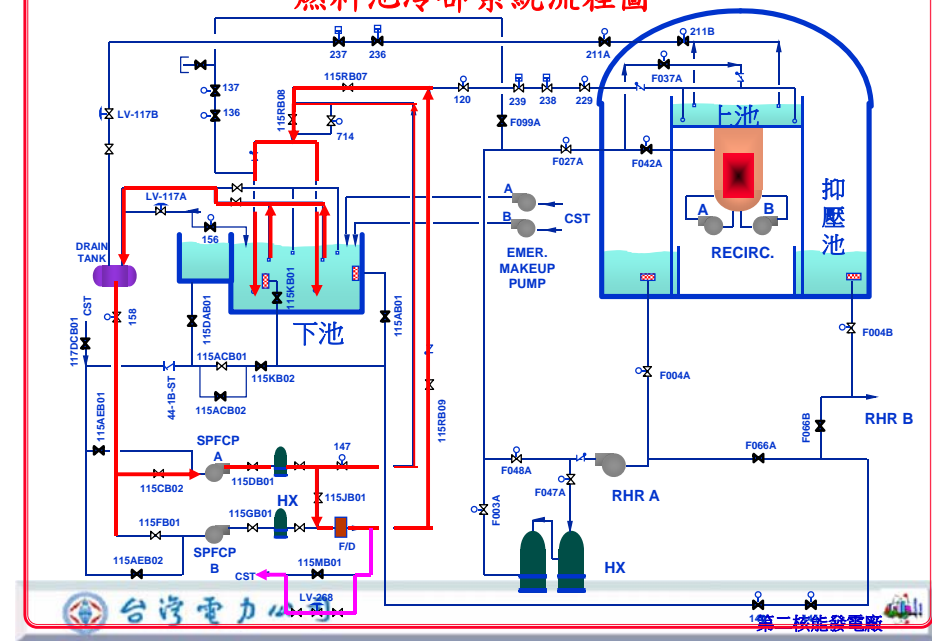 燃料池冷卻系統流程圖
211B
237
236
211A
F037A
115RB07
137
115RB08
120
239
238
229
LV-117B
136
714
F099A
上池
F027A
F042A
LV-117A
A
CST
B
抑壓池
156
A
B
DRAIN TANK
EMER.
MAKEUP
PUMP
RECIRC.
CST
158
115KB01
115AB01
下池
117DCB01
115DAB01
115ACB01
F004B
115KB02
F004A
44-1B-ST
115ACB02
115AEB01
115RB09
RHR B
F066B
SPFCP
A
147
F066A
115CB02
115DB01
F048A
RHR A
F047A
HX
115JB01
F003A
115FB01
115GB01
F/D
SPFCP
B
115AEB02
115MB01
HX
CST
LV-268
台灣電力公司
第二核能發電廠